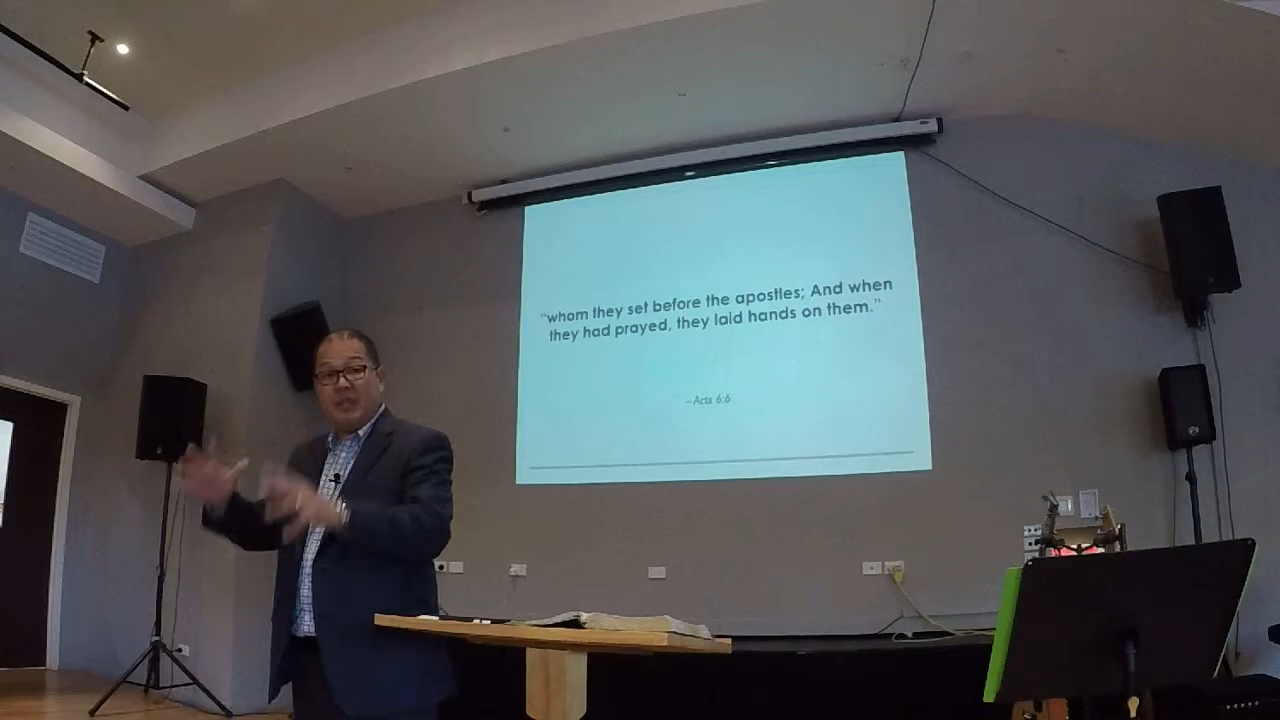 “whom they set before the apostles; And when
they had prayed, they laid hands on them.”
– Acts 6:6